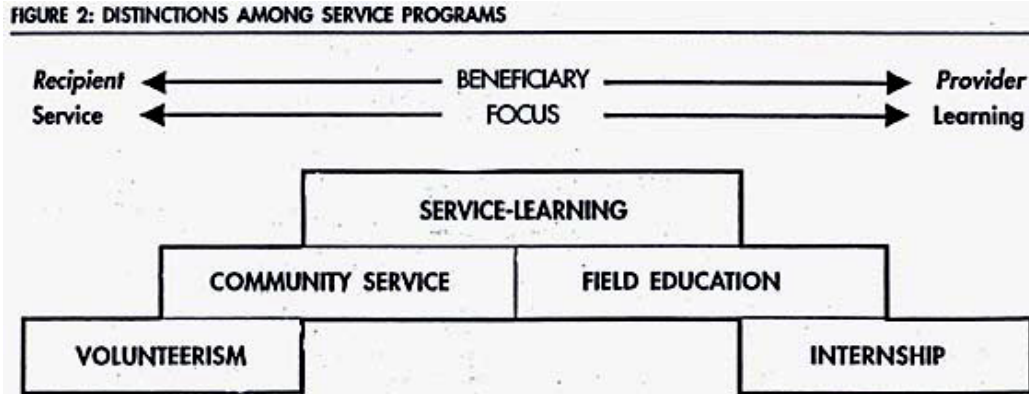 FIGURE 2: DISTINCTIONS AMONG SERVICE PROGRAMS
Recipient BENEFICIARY Provider
Service FOCUS Learning
SERVICE-LEARNING
COMMUNITY SERVICE FIELD EDUCATION
VOLUNTEERISM INTERNSHIP